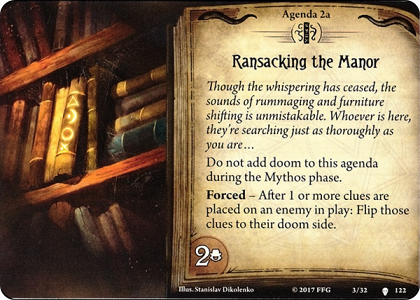 Agenda 2a
Ransacking the Manor
Though the whispering has ceased, the
sounds of rummaging and furniture
shifting is unmistakable. Whoever is here,
they're searching just as thoroughly as
you are…
Do not add doom to this agenda
during the Mythos phase.
Forced – After 1 or more clues are
placed on an enemy in play: Flip those
clues to their doom side.
2
Illus. Stanislav Dikolenko © 2017 FFG 3/32 122